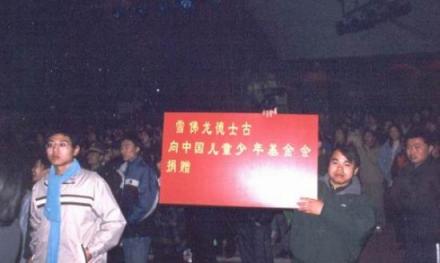 雪佛龙德士古
向中国儿童少年基金会
捐赠